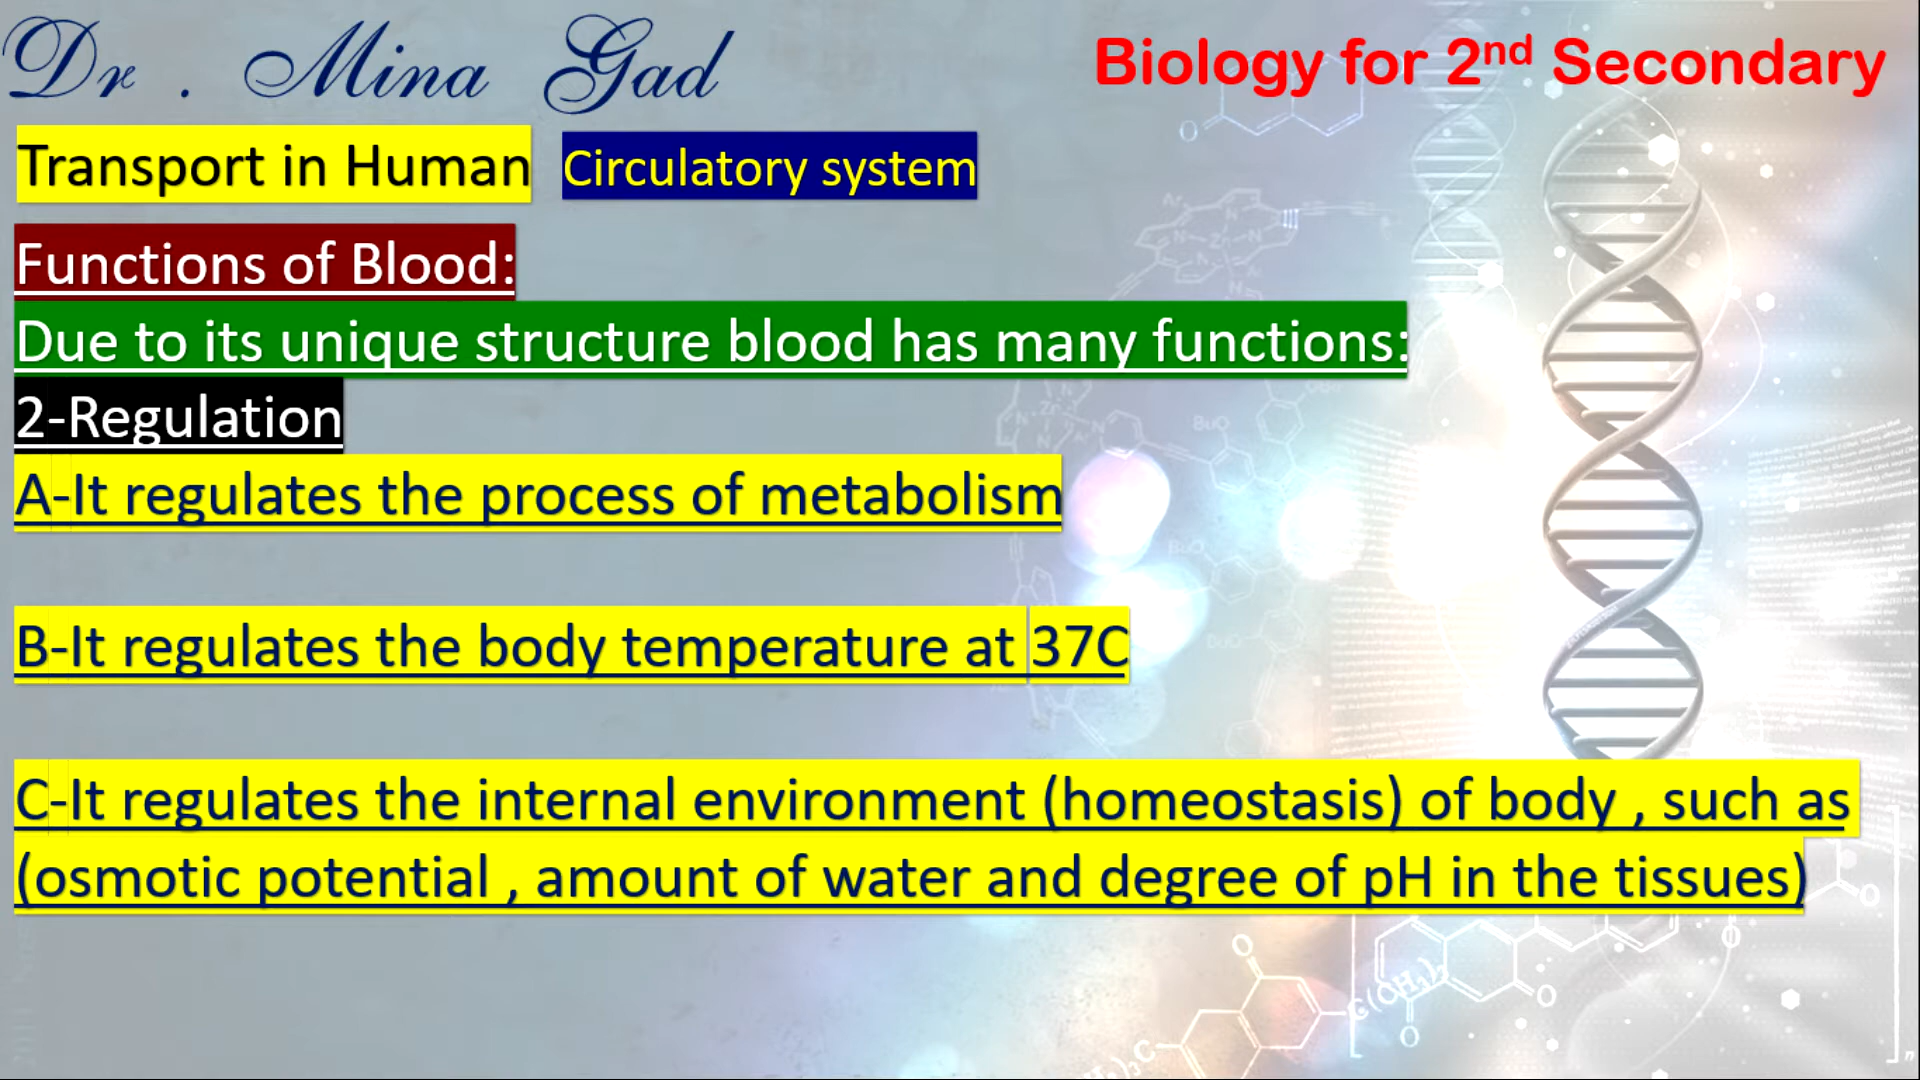 Dr . Mina Gad
Biology for 2nd Secondary
Transport in Human
Circulatory system
Functions of Blood:
Due to its unique structure blood has many functions:
2-Regulation
A-It regulates the process of metabolism
B-It regulates the body temperature at 37C
C-It regulates the internal environment (homeostasis) of body , such as
(osmotic potential , amount of water and degree of pH in the tissues)